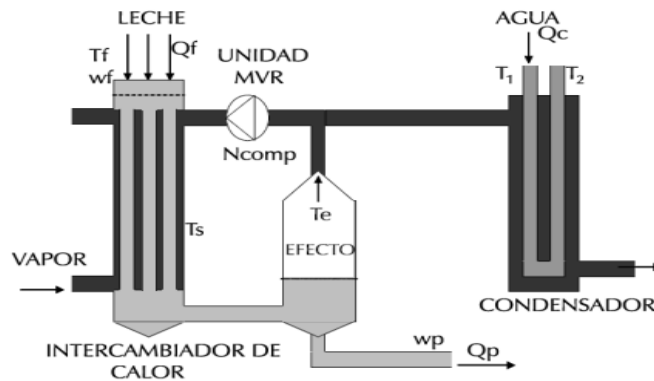 LECHE
Tf
Qf
wf
UNIDAD
MVR
AGUA
Qc
T1
T2
Ncomp
Ts
Te
EFECTO
VAPOR
CONDENSADOR
wp
Qp
INTERCAMBIADOR DE
CALOR